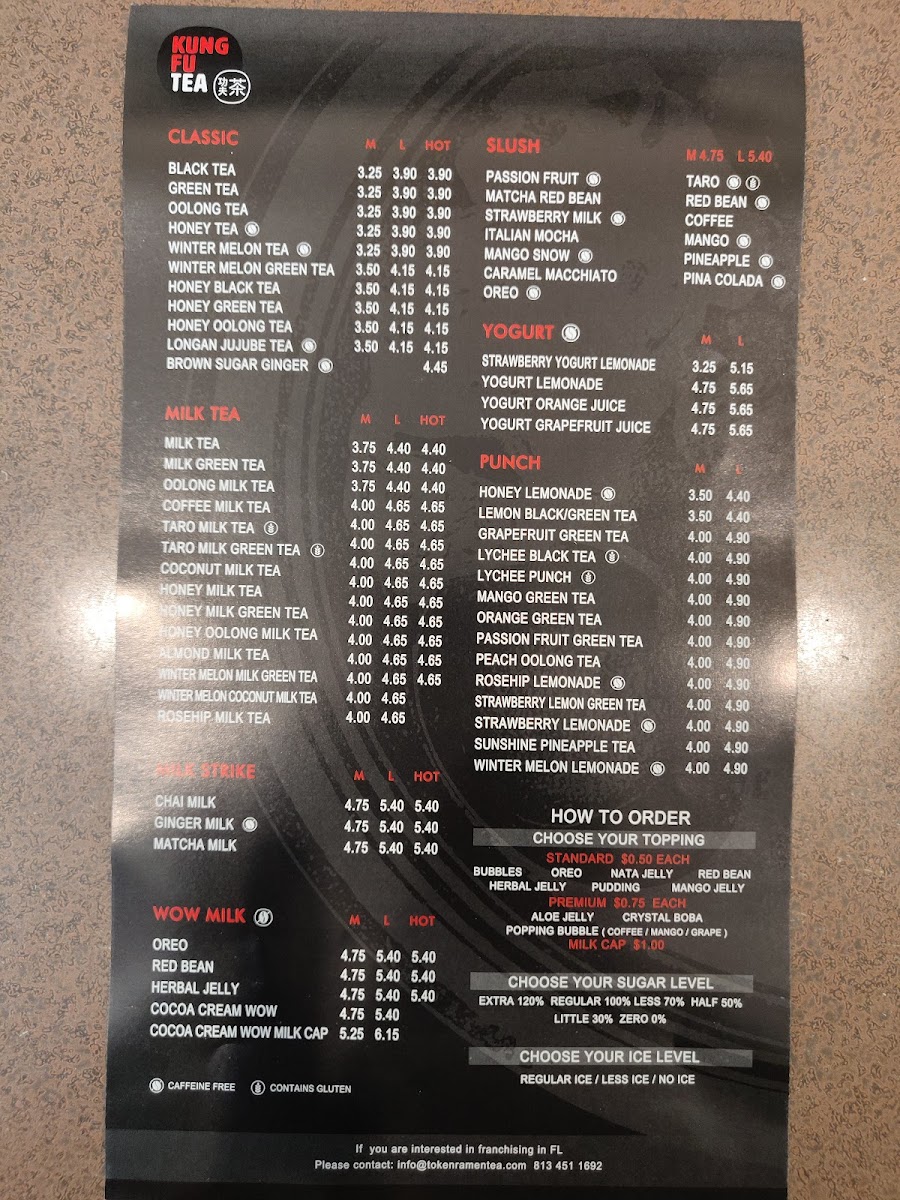 KUNG
FU
TEA 功夫茶
CLASSIC M L HOT
BLACK TEA 3.25 3.90 3.90
GREEN TEA 3.25 3.90 3.90
OOLONG TEA 3.25 3.90 3.90
HONEY TEA 3.25 3.90 3.90
WINTER MELON TEA 3.25 3.90 3.90
WINTER MELON GREEN TEA 3.50 4.15 4.15
HONEY BLACK TEA 3.50 4.15 4.15
HONEY GREEN TEA 3.50 4.15 4.15
HONEY OOLONG TEA 3.50 4.15 4.15
LONGAN JUJUBE TEA 3.50 4.15 4.15
BROWN SUGAR GINGER 4.45
MILK TEA M L HOT
MILK TEA 3.75 4.40 4.40
MILK GREEN TEA 3.75 4.40 4.40
OOLONG MILK TEA 3.75 4.40 4.40
COFFEE MILK TEA 4.00 4.65 4.65
TARO MILK TEA 4.00 4.65 4.65
TARO MILK GREEN TEA 4.00 4.65 4.65
COCONUT MILK TEA 4.00 4.65 4.65
HONEY MILK TEA 4.00 4.65 4.65
HONEY MILK GREEN TEA 4.00 4.65 4.65
HONEY OOLONG MILK TEA 4.00 4.65 4.65
ALMOND MILK TEA 4.00 4.65 4.65
WINTER MELON MILK GREEN TEA 4.00 4.65 4.65
WINTER MELON COCONUT MILK TEA 4.00 4.65
ROSEHIP MILK TEA 4.00 4.65
MILK STRIKE M L HOT
CHAI MILK 4.75 5.40 5.40
GINGER MILK 4.75 5.40 5.40
MATCHA MILK 4.75 5.40 5.40
WOW MILK M L HOT
OREO 4.75 5.40 5.40
RED BEAN 4.75 5.40 5.40
HERBAL JELLY 4.75 5.40 5.40
COCOA CREAM WOW 4.75 5.40
COCOA CREAM WOW MILK CAP 5.25 6.15
CAFFEINE FREE CONTAINS GLUTEN
SLUSH M 4.75 L 5.40
PASSION FRUIT TARO
MATCHA RED BEAN RED BEAN
STRAWBERRY MILK COFFEE
ITALIAN MOCHA MANGO
MANGO SNOW PINEAPPLE
CARAMEL MACCHIATO PINA COLADA
OREO
YOGURT M L
STRAWBERRY YOGURT LEMONADE 3.25 5.15
YOGURT LEMONADE 4.75 5.65
YOGURT ORANGE JUICE 4.75 5.65
YOGURT GRAPEFRUIT JUICE 4.75 5.65
PUNCH M L
HONEY LEMONADE 3.50 4.40
LEMON BLACK/GREEN TEA 3.50 4.40
GRAPEFRUIT GREEN TEA 4.00 4.90
LYCHEE BLACK TEA 4.00 4.90
LYCHEE PUNCH 4.00 4.90
MANGO GREEN TEA 4.00 4.90
ORANGE GREEN TEA 4.00 4.90
PASSION FRUIT GREEN TEA 4.00 4.90
PEACH OOLONG TEA 4.00 4.90
ROSEHIP LEMONADE 4.00 4.90
STRAWBERRY LEMON GREEN TEA 4.00 4.90
STRAWBERRY LEMONADE 4.00 4.90
SUNSHINE PINEAPPLE TEA 4.00 4.90
WINTER MELON LEMONADE 4.00 4.90
HOW TO ORDER
CHOOSE YOUR TOPPING
STANDARD $0.50 EACH
BUBBLES OREO NATA JELLY RED BEAN
HERBAL JELLY PUDDING MANGO JELLY
PREMIUM $0.75 EACH
ALOE JELLY CRYSTAL BOBA
POPPING BUBBLE ( COFFEE / MANGO / GRAPE )
MILK CAP $1.00
CHOOSE YOUR SUGAR LEVEL
EXTRA 120% REGULAR 100% LESS 70% HALF 50%
LITTLE 30% ZERO 0%
CHOOSE YOUR ICE LEVEL
REGULAR ICE / LESS ICE / NO ICE
If you are interested in franchising in FL
Please contact: info@tokenramentea.com 813 451 1692